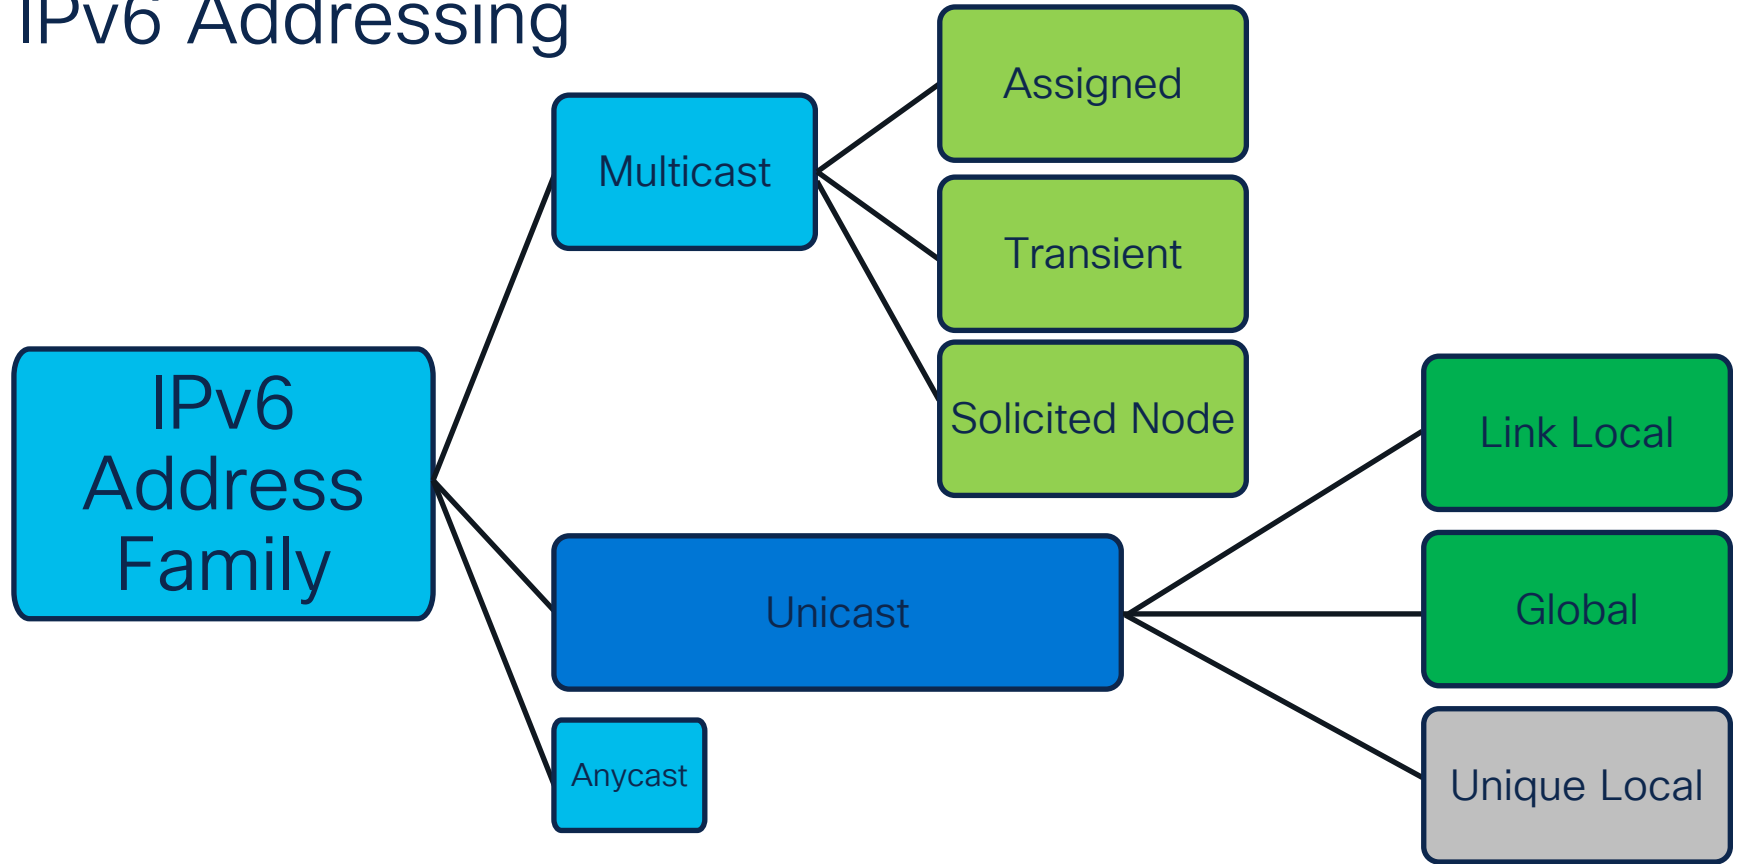 IPv6 Addressing
Assigned
Multicast
Transient
Solicited Node
IPv6
Address
Family
Link Local
Unicast
Global
Anycast
Unique Local